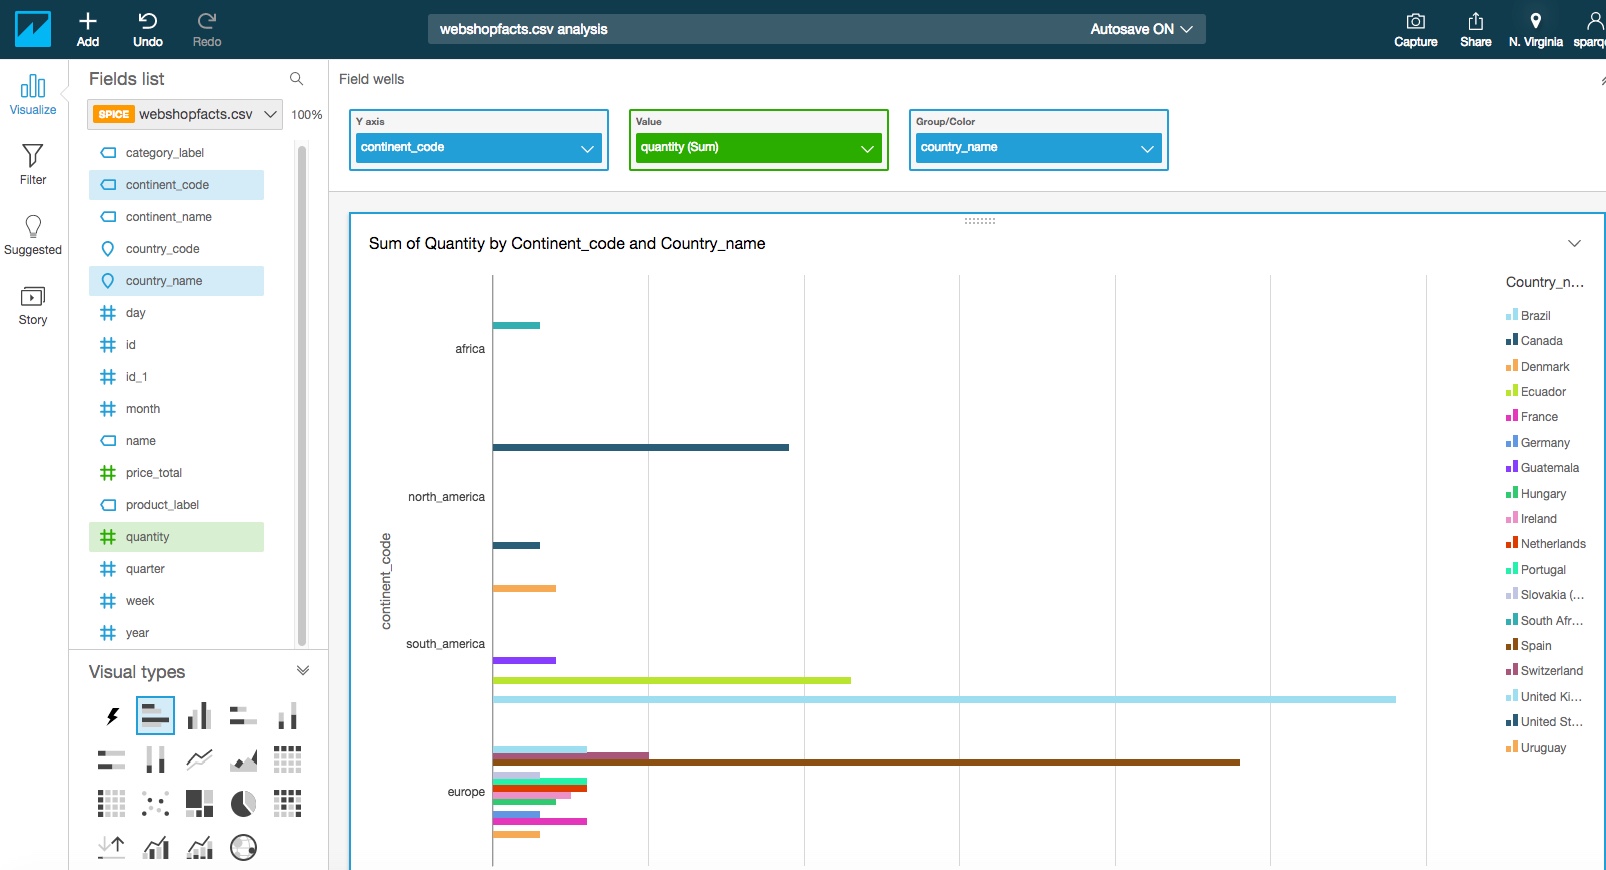 Add
Undo
Redo
webshopfacts.csv analysis
Autosave ON
Capture
Share
N. Virginia
sparq
Visualize
Filter
Suggested
Story
Fields list
SPICE webshopfacts.csv
100%
category_label
continent_code
continent_name
country_code
country_name
day
id
id_1
month
name
price_total
product_label
quantity
quarter
week
year
Visual types
Field wells
Y axis
continent_code
Value
quantity (Sum)
Group/Color
country_name
Sum of Quantity by Continent_code and Country_name
continent_code
africa
north_america
south_america
europe
Country_n...
Brazil
Canada
Denmark
Ecuador
France
Germany
Guatemala
Hungary
Ireland
Netherlands
Portugal
Slovakia (...
South Afr...
Spain
Switzerland
United Ki...
United St...
Uruguay